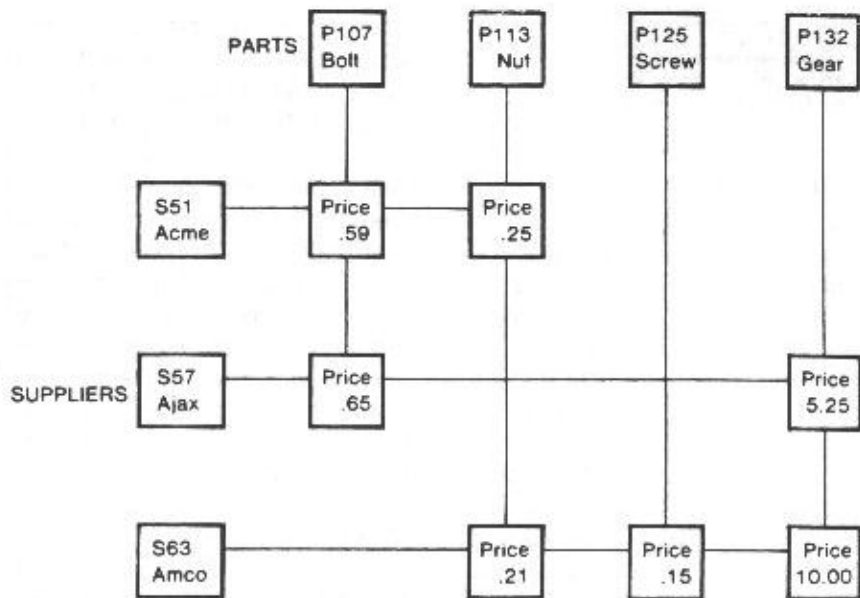 PARTS
P107
Bolt
P113
Nut
P125
Screw
P132
Gear
S51
Acme
Price
.59
Price
.25
SUPPLIERS
S57
Ajax
Price
.65
Price
5.25
S63
Amco
Price
.21
Price
.15
Price
10.00